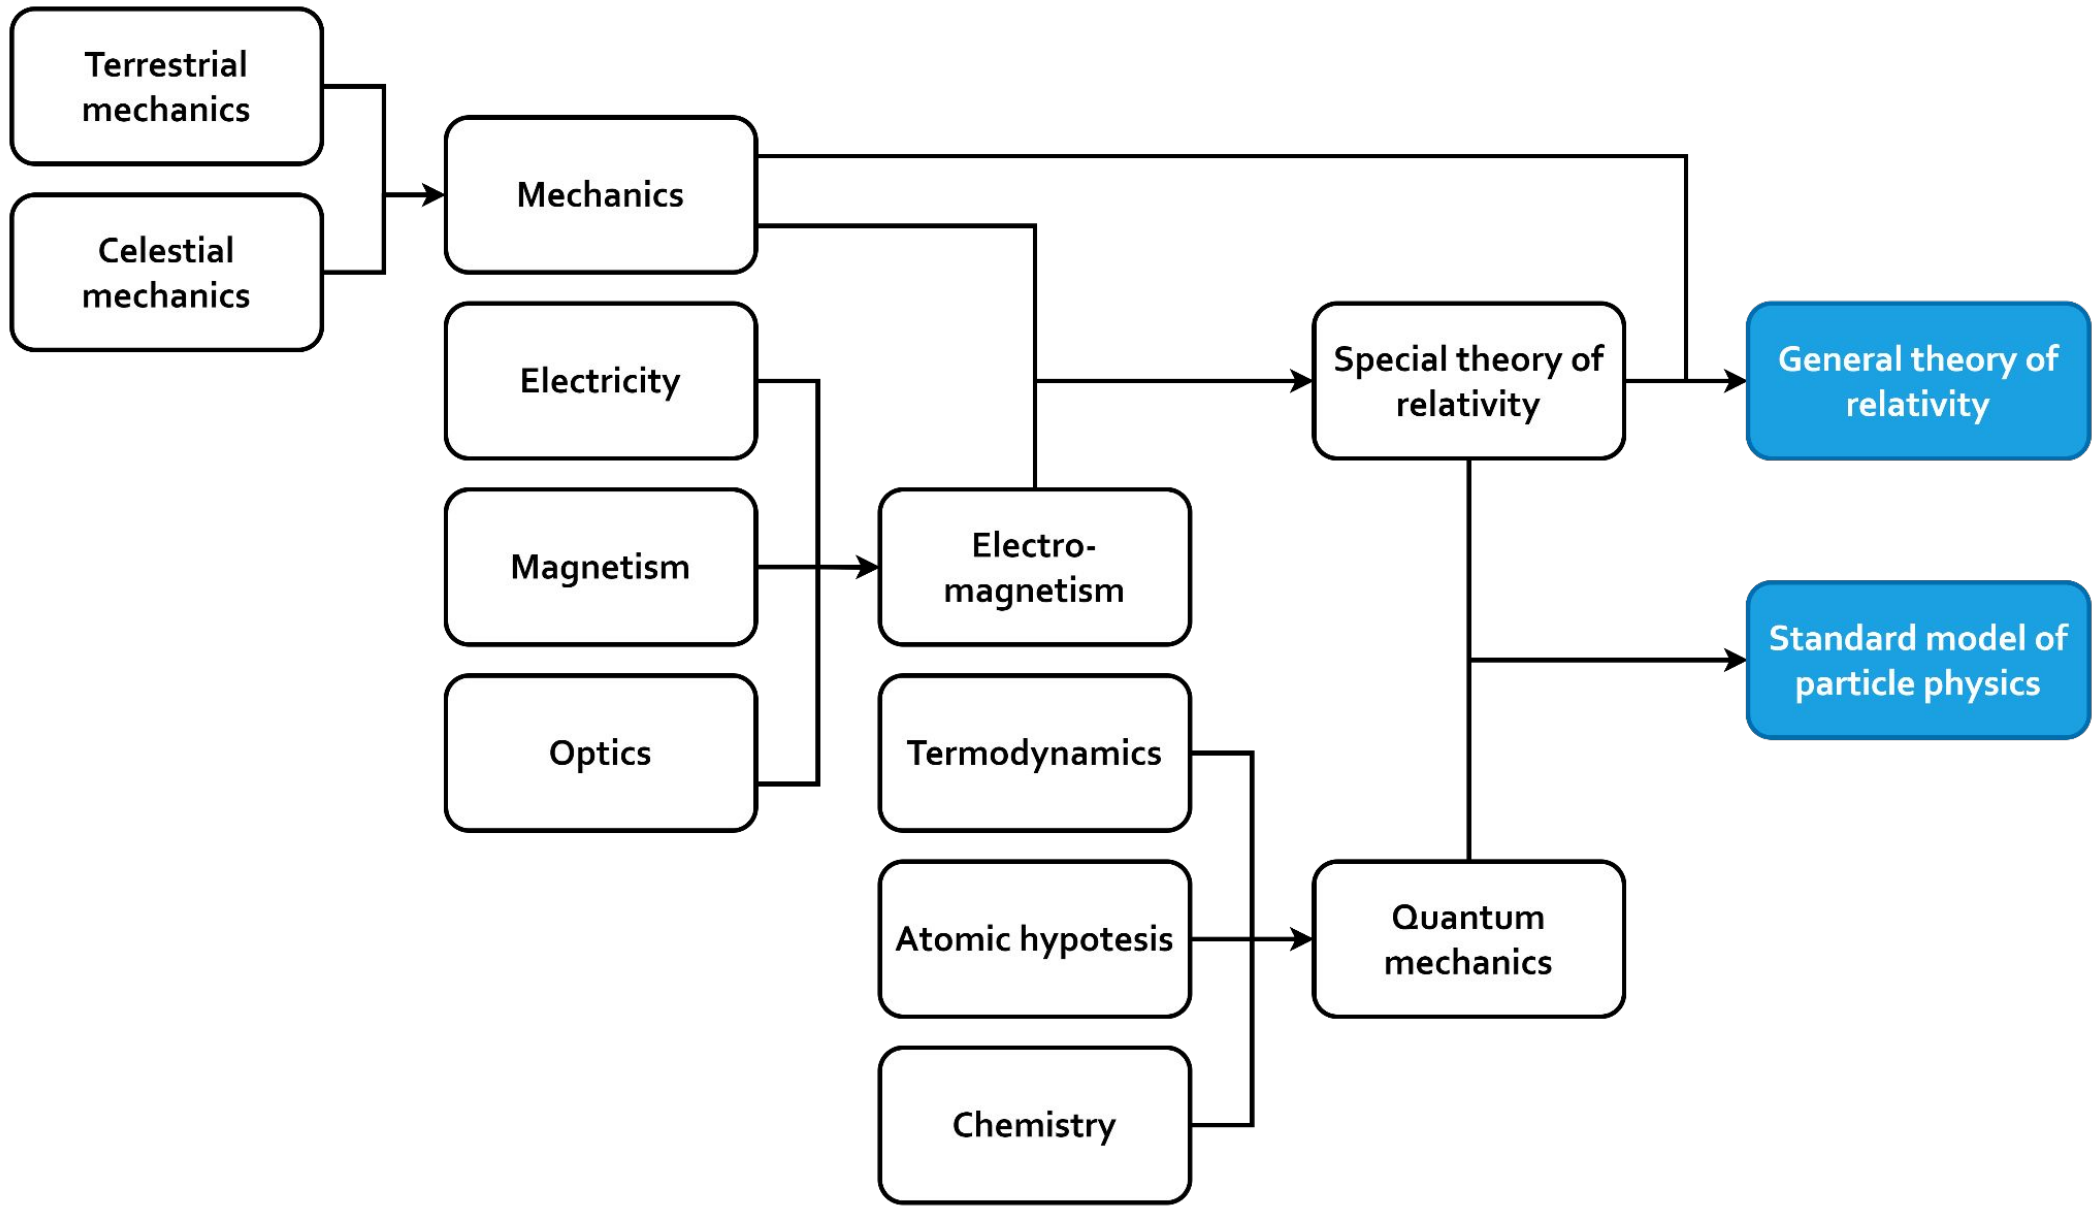 Terrestrial
mechanics
Celestial
mechanics
Mechanics
Electricity
Magnetism
Optics
Electro-
magnetism
Termodynamics
Atomic hypotesis
Chemistry
Special theory of
relativity
Quantum
mechanics
General theory of
relativity
Standard model of
particle physics